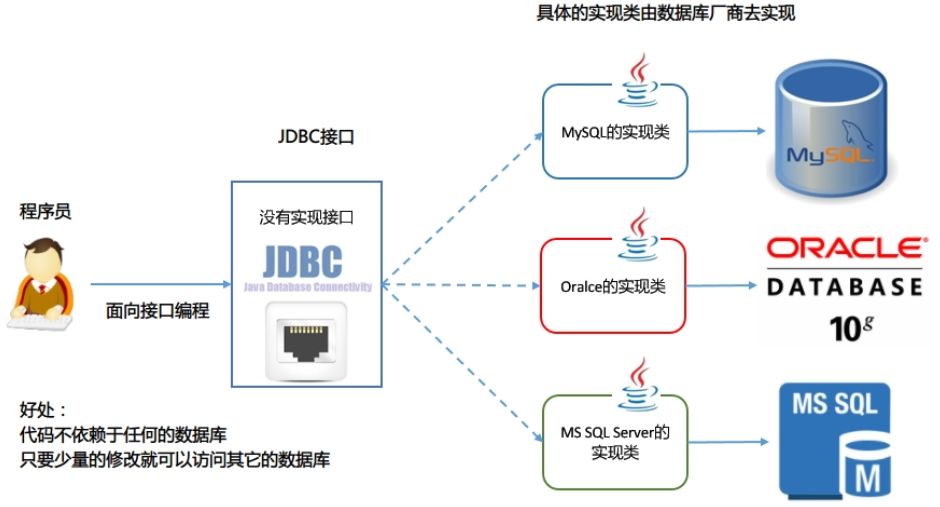 具体的实现类由数据库厂商去实现
JDBC接口
程序员
没有实现接口
JDBC
Java Database Connectivity
面向接口编程
MySQL的实现类
MySQL
Oralce的实现类
ORACLE
DATABASE
10g
MS SQL Server的
实现类
MS SQL
M
好处：
代码不依赖于任何的数据库
只要少量的修改就可以访问其它的数据库